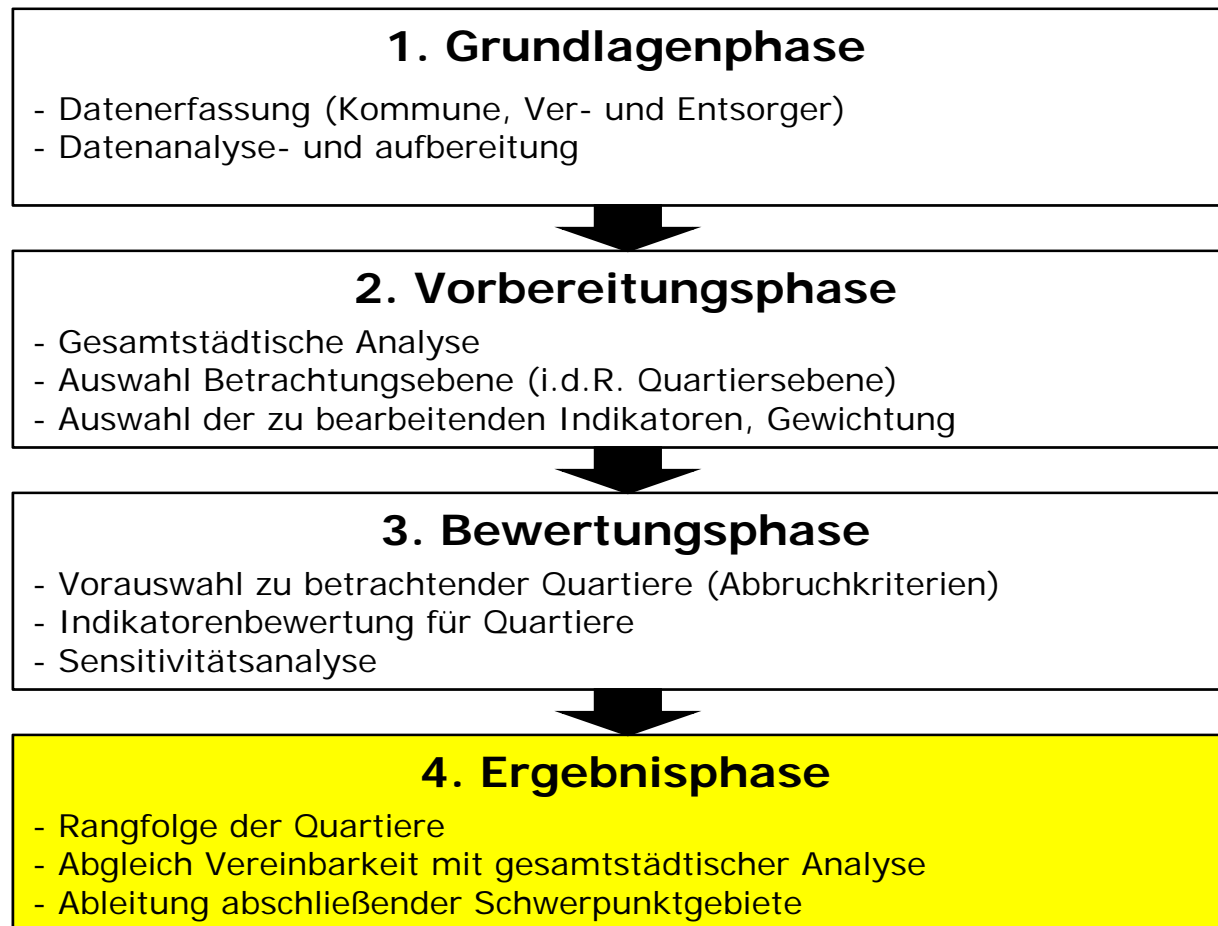 1. Grundlagenphase
- Datenerfassung (Kommune, Ver- und Entsorger)
- Datenanalyse- und aufbereitung
2. Vorbereitungsphase
- Gesamtstädtische Analyse
- Auswahl Betrachtungsebene (i.d.R. Quartiersebene)
- Auswahl der zu bearbeitenden Indikatoren, Gewichtung
3. Bewertungsphase
- Vorauswahl zu betrachtender Quartiere (Abbruchkriterien)
- Indikatorenbewertung für Quartiere
- Sensitivitätsanalyse
4. Ergebnisphase
- Rangfolge der Quartiere
- Abgleich Vereinbarkeit mit gesamtstädtischer Analyse
- Ableitung abschließender Schwerpunktgebiete